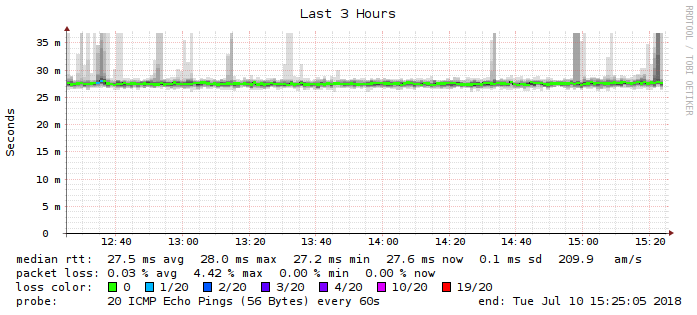 Last 3 Hours
RRDTOOL / TOBI OETIKER
Seconds
35 m
30 m
25 m
20 m
15 m
10 m
5 m
0
12:40 13:00 13:20 13:40 14:00 14:20 14:40 15:00 15:20
median rtt: 27.5 ms avg 28.0 ms max 27.2 ms min 27.6 ms now 0.1 ms sd 209.9 am/s
packet loss: 0.03 % avg 4.42 % max 0.00 % min 0.00 % now
loss color: 0 1/20 2/20 3/20 4/20 10/20 19/20
probe: 20 ICMP Echo Pings (56 Bytes) every 60s end: Tue Jul 10 15:25:05 2018